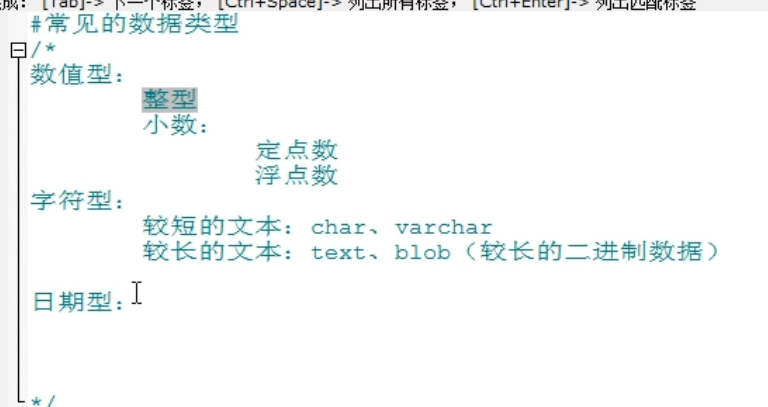 [Tab]-> 下一个标签, [Ctrl+Space]-> 列出所有标签, [Ctrl+Enter]-> 列出匹配标签
#常见的数据类型
/*
数值型:
整型
小数:
定点数
浮点数
字符型:
较短的文本: char、varchar
较长的文本: text、blob（较长的二进制数据）
日期型:
*/